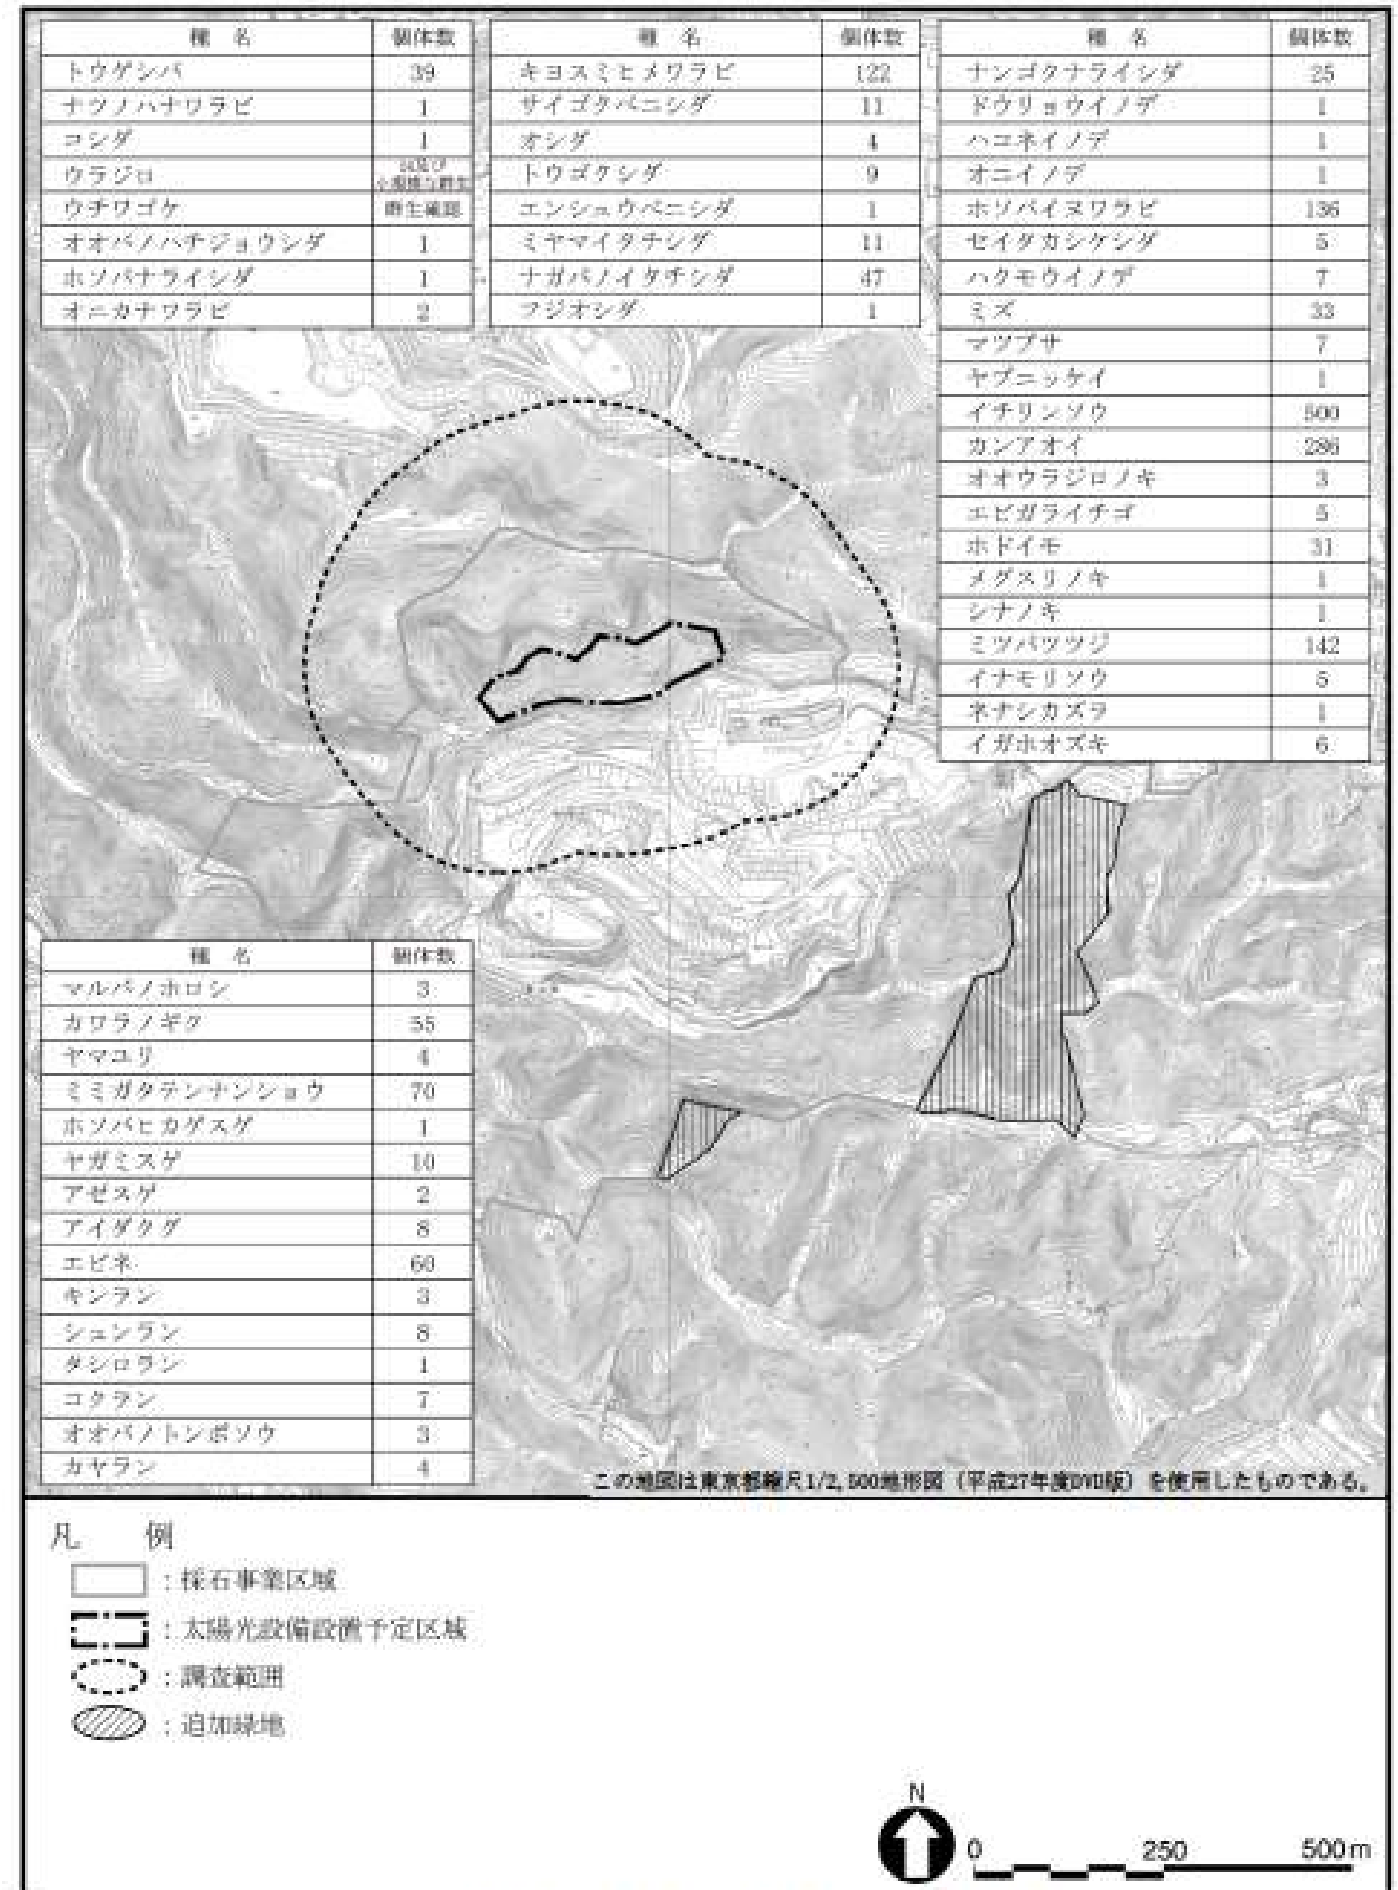 種 名 個体数
トウゲシバ 39
ナツノハナワラビ 1
コシダ 1
ウラジロ
ウチワゴケ 群生確認
オオバノハチジョウシダ 1
ホソバナライシダ 1
オニカナワラビ 2
種 名 個体数
キヨスミヒメワラビ 122
サイゴクベニシダ 11
オシダ 4
トウゴクシダ 9
エンシュウベニシダ 1
ミヤマイタチシダ 11
ナガバノイタチシダ 47
フジオシダ 1
種 名 個体数
ナンゴクナライシダ 25
ドウリョウイノデ 1
ハコネイノデ 1
オニイノデ 1
ホソバイヌワラビ 136
セイタカシケシダ 5
ハクモウイノデ 7
ミズ 33
マツブサ 7
ヤブニッケイ 1
イチリンソウ 500
カンアオイ 286
オオウラジロノキ 3
エビガライチゴ 5
ホドイモ 31
メグスリノキ 1
シナノキ 1
ミツバツツジ 142
イナモリソウ 5
ネナシカズラ 1
イガホオズキ 6
種 名 個体数
マルバノホロシ 3
カワラノギク 55
ヤマユリ 4
ミミガタテンナンショウ 70
ホソバヒカゲスゲ 1
ヤガミスゲ 10
アゼスゲ 2
アイダクグ 8
エビネ 60
キンラン 3
シュンラン 8
タシロラン 1
コクラン 7
オオバノトンボソウ 3
カヤラン 4
この地図は東京都縮尺1/2,500地形図（平成27年度DVD版）を使用したものである。
凡 例
：採石事業区域
：太陽光設備設置予定区域
：調査範囲
：追加緑地
N
0 250 500m